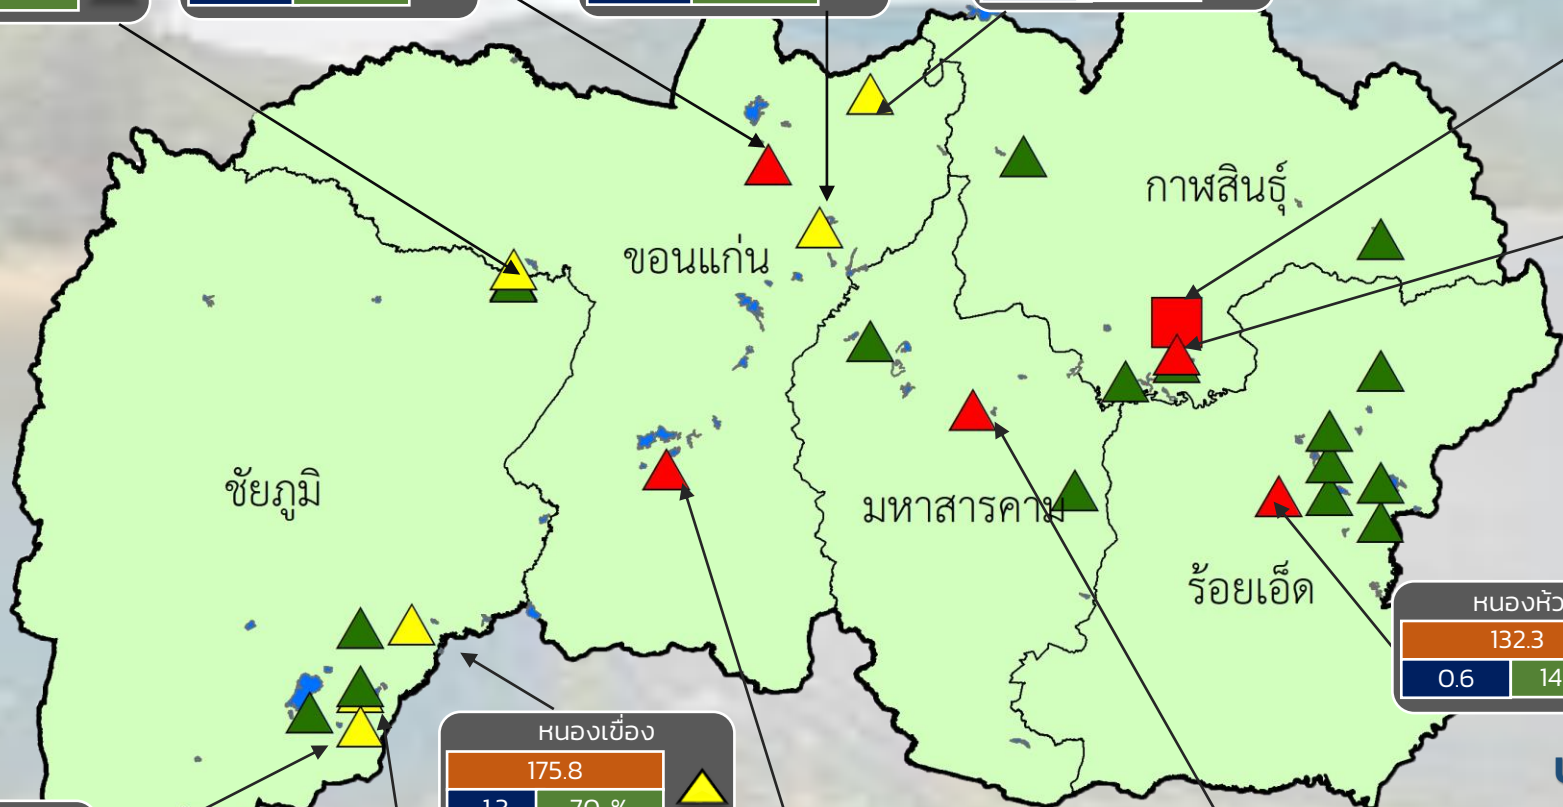 กาฬสินธุ์
ขอนแก่น
ชัยภูมิ
มหาสารคาม
ร้อยเอ็ด
132.3
0.6
หนองเขื่อง
175.8